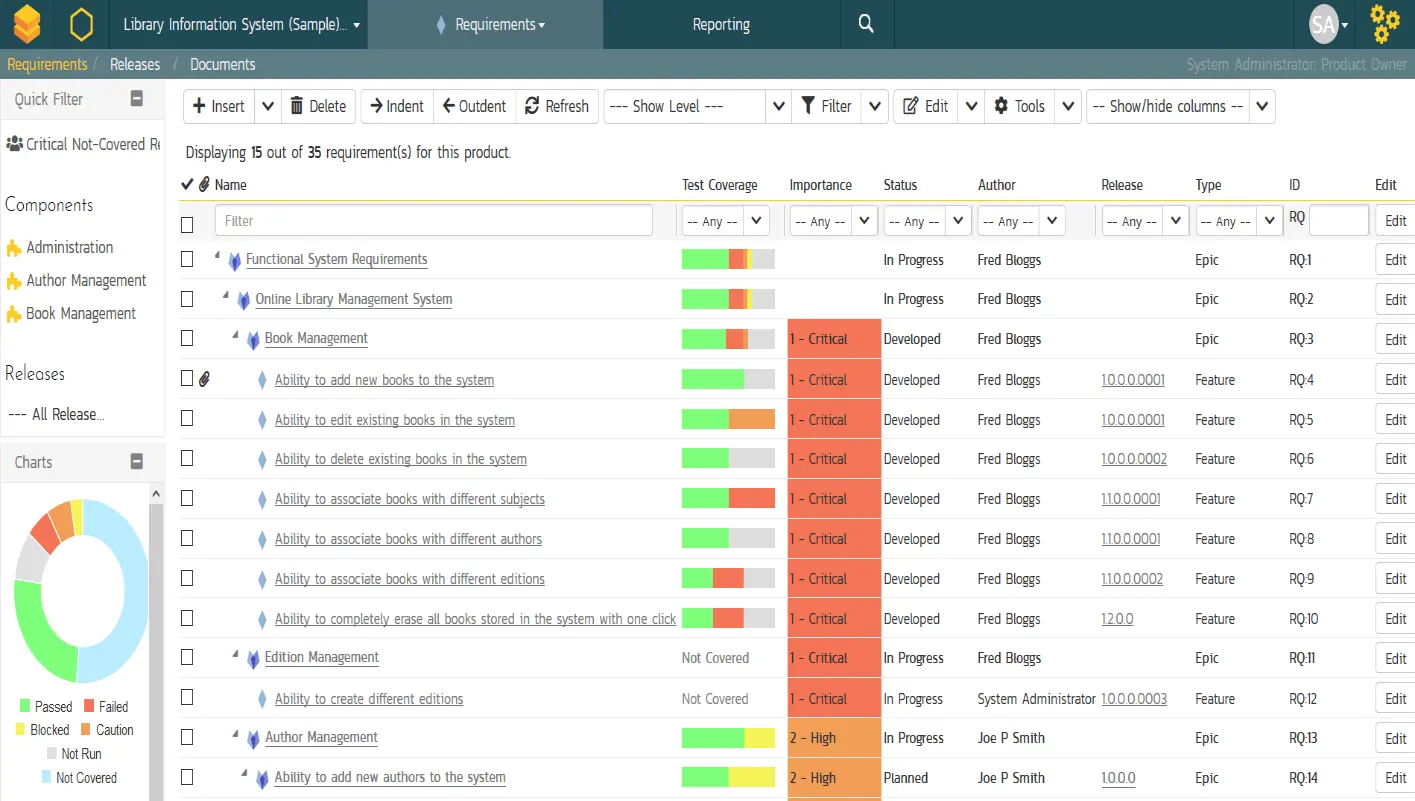 Library Information System (Sample)... Requirements Reporting SA
Requirements / Releases / Documents System Administrator: Product Owner
Quick Filter
Critical Not-Covered Re
Components
Administration
Author Management
Book Management
Releases
--- All Release...
Charts
Passed Failed
Blocked Caution
Not Run
Not Covered
Insert Delete Indent Outdent Refresh --- Show Level --- Filter Edit Tools -- Show/hide columns --
Displaying 15 out of 35 requirement(s) for this product.
Name Test Coverage Importance Status Author Release Type ID Edit
Filter -- Any -- -- Any -- -- Any -- -- Any -- -- Any -- -- Any -- RQ Edit
Functional System Requirements In Progress Fred Bloggs Epic RQ:1 Edit
Online Library Management System In Progress Fred Bloggs Epic RQ:2 Edit
Book Management 1 - Critical Developed Fred Bloggs Epic RQ:3 Edit
Ability to add new books to the system 1 - Critical Developed Fred Bloggs 1.0.0.0.0001 Feature RQ:4 Edit
Ability to edit existing books in the system 1 - Critical Developed Fred Bloggs 1.0.0.0.0001 Feature RQ:5 Edit
Ability to delete existing books in the system 1 - Critical Developed Fred Bloggs 1.0.0.0.0002 Feature RQ:6 Edit
Ability to associate books with different subjects 1 - Critical Developed Fred Bloggs 1.1.0.0.0001 Feature RQ:7 Edit
Ability to associate books with different authors 1 - Critical Developed Fred Bloggs 1.1.0.0.0001 Feature RQ:8 Edit
Ability to associate books with different editions 1 - Critical Developed Fred Bloggs 1.1.0.0.0002 Feature RQ:9 Edit
Ability to completely erase all books stored in the system with one click 1 - Critical Developed Fred Bloggs 1.2.0.0 Feature RQ:10 Edit
Edition Management Not Covered 1 - Critical In Progress Fred Bloggs Epic RQ:11 Edit
Ability to create different editions Not Covered 1 - Critical In Progress System Administrator 1.0.0.0.0003 Feature RQ:12 Edit
Author Management 2 - High In Progress Joe P Smith Epic RQ:13 Edit
Ability to add new authors to the system 2 - High Planned Joe P Smith 1.0.0.0 Epic RQ:14 Edit